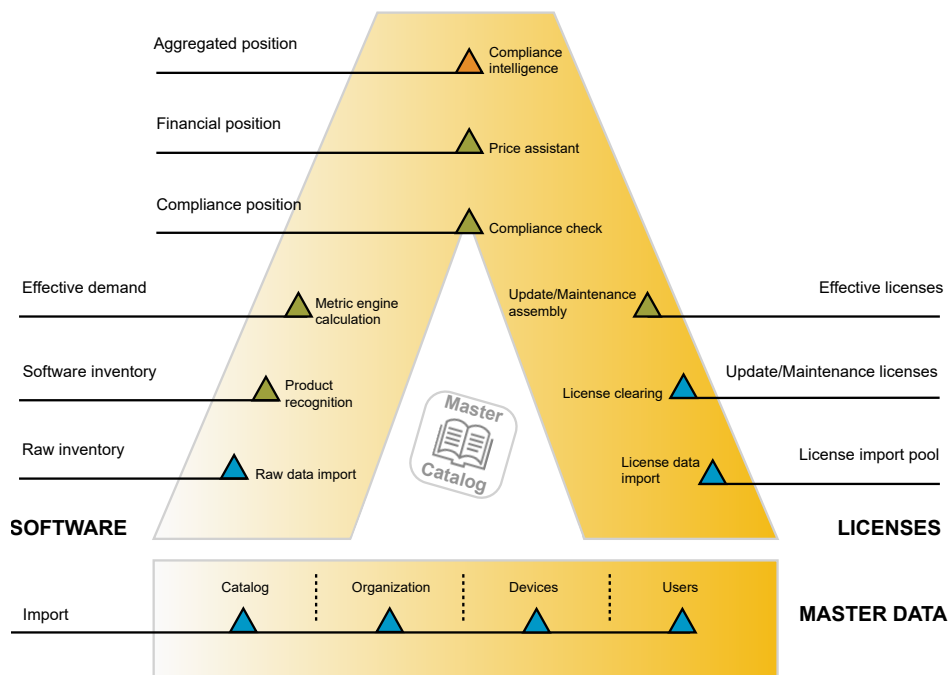 Aggregated position
Compliance
intelligence
Financial position
Price assistant
Compliance position
Compliance check
Effective demand
Metric engine
calculation
Update/Maintenance
assembly
Effective licenses
Software inventory
Product
recognition
License clearing
Update/Maintenance licenses
Master
Catalog
Raw inventory
Raw data import
License data
import
License import pool
SOFTWARE
LICENSES
Catalog
Organization
Devices
Users
Import
MASTER DATA